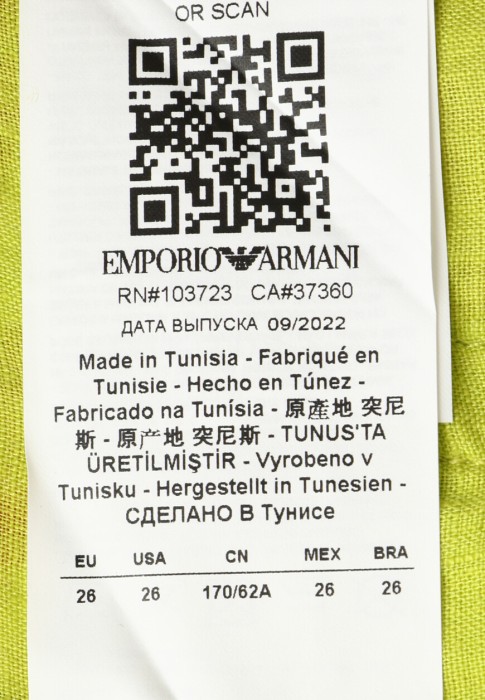 OR SCAN
EMPORIO ARMANI
RN#103723 CA#37360
ДАТА ВЫПУСКА 09/2022
Made in Tunisia - Fabriqué en
Tunisie - Hecho en Túnez -
Fabricado na Tunísia - 原產地 突尼
斯 - 原产地 突尼斯 - TUNUS'TA
ÜRETİLMİŞTİR - Vyrobeno v
Tunisku - Hergestellt in Tunesien -
СДЕЛАНО В Тунисе
EU USA CN MEX BRA
26 26 170/62A 26 26